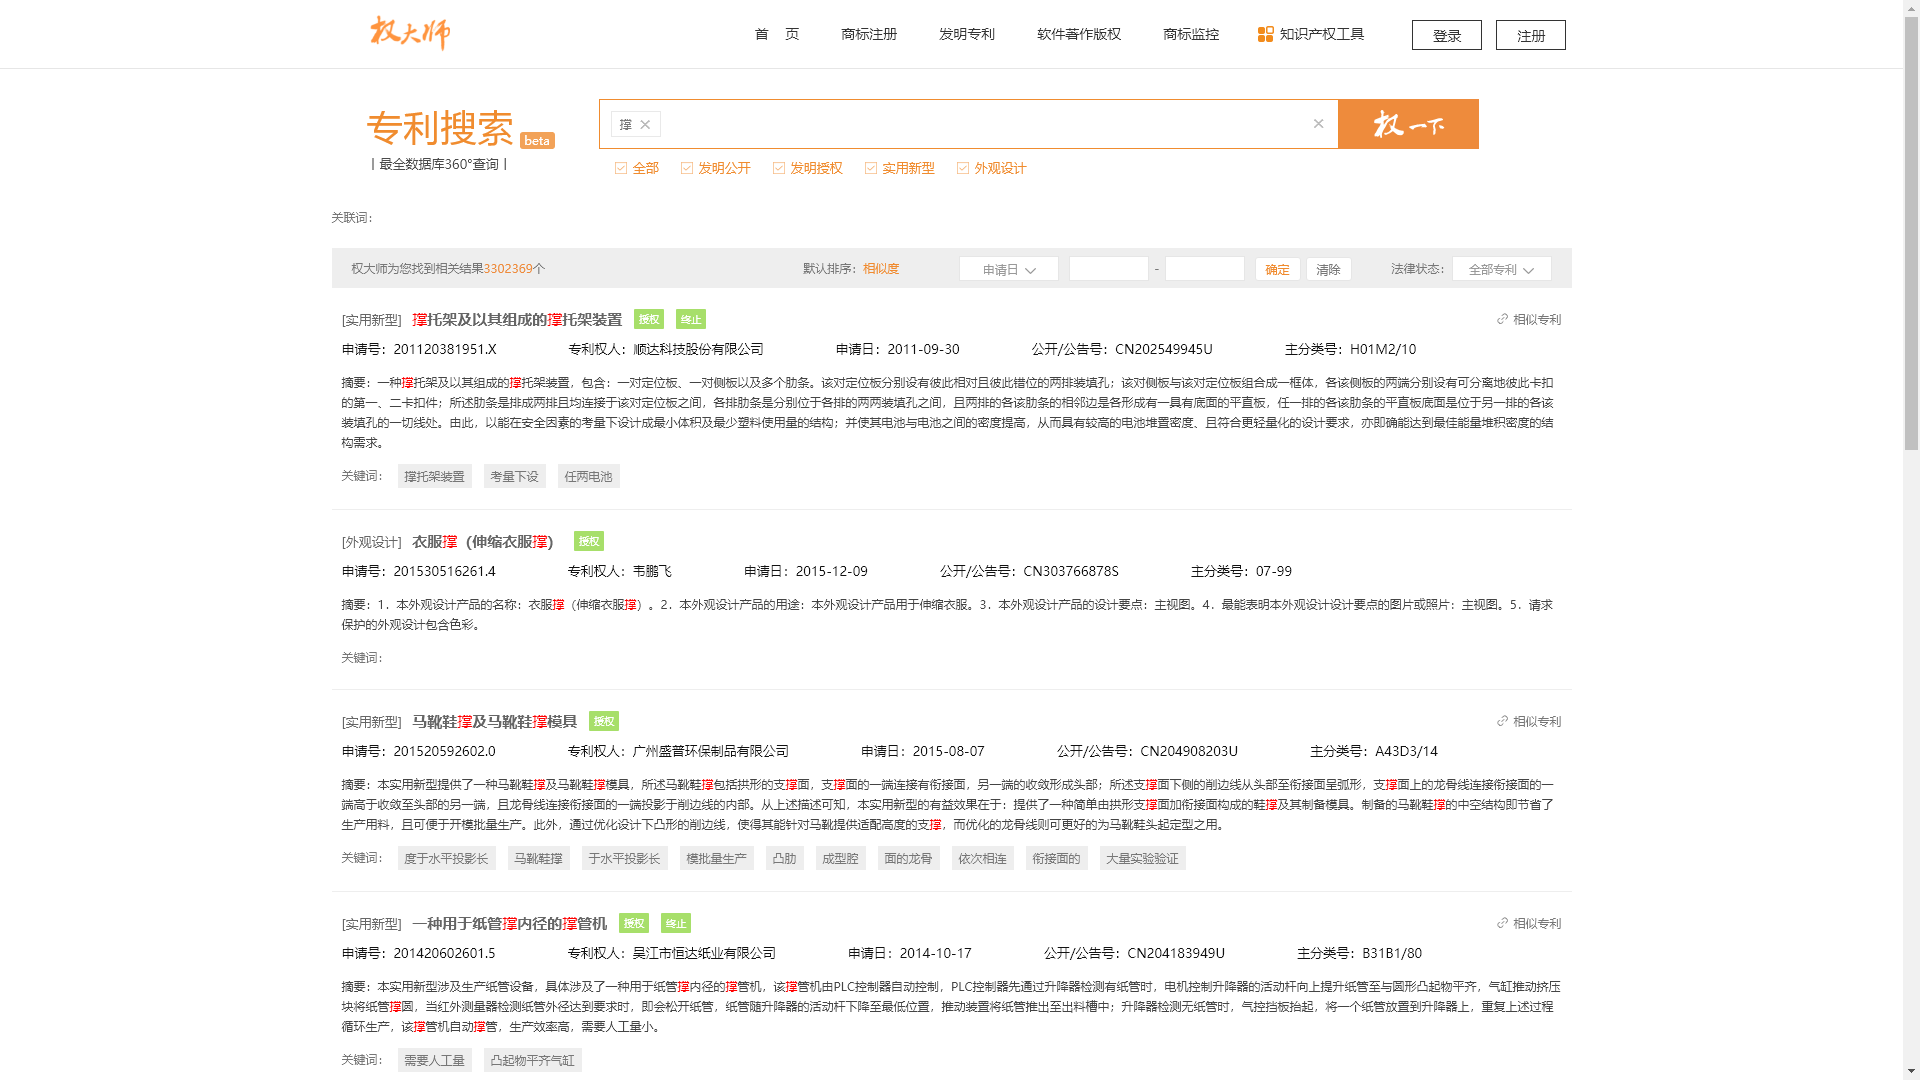 权大师
首 页 商标注册 发明专利 软件著作版权 商标监控 知识产权工具 登录 注册
专利搜索 beta
丨最全数据库360°查询丨
撑
权一下
全部 发明公开 发明授权 实用新型 外观设计
关联词：
权大师为您找到相关结果3302369个 默认排序： 相似度 申请日 - 确定 清除 法律状态： 全部专利
[实用新型] 撑托架及以其组成的撑托架装置 授权 终止 相似专利
申请号：201120381951.X 专利权人：顺达科技股份有限公司 申请日：2011-09-30 公开/公告号：CN202549945U 主分类号：H01M2/10
摘要：一种撑托架及以其组成的撑托架装置，包含：一对定位板、一对侧板以及多个肋条。该对定位板分别设有彼此相对且彼此错位的两排装填孔；该对侧板与该对定位板组合成一框体，各该侧板的两端分别设有可分离地彼此卡扣
的第一、二卡扣件；所述肋条是排成两排且均连接于该对定位板之间，各排肋条是分别位于各排的两两装填孔之间，且两排的各该肋条的相邻边是各形成有一具有底面的平直板，任一排的各该肋条的平直板底面是位于另一排的各该
装填孔的一切线处。由此，以能在安全因素的考量下设计成最小体积及最少塑料使用量的结构；并使其电池与电池之间的密度提高，从而具有较高的电池堆置密度、且符合更轻量化的设计要求，亦即确能达到最佳能量堆积密度的结
构需求。
关键词： 撑托架装置 考量下设 任两电池
[外观设计] 衣服撑（伸缩衣服撑） 授权
申请号：201530516261.4 专利权人：韦鹏飞 申请日：2015-12-09 公开/公告号：CN303766878S 主分类号：07-99
摘要：1．本外观设计产品的名称：衣服撑（伸缩衣服撑）。2．本外观设计产品的用途：本外观设计产品用于伸缩衣服。3．本外观设计产品的设计要点：主视图。4．最能表明本外观设计设计要点的图片或照片：主视图。5．请求
保护的外观设计包含色彩。
关键词：
[实用新型] 马靴鞋撑及马靴鞋撑模具 授权 相似专利
申请号：201520592602.0 专利权人：广州盛普环保制品有限公司 申请日：2015-08-07 公开/公告号：CN204908203U 主分类号：A43D3/14
摘要：本实用新型提供了一种马靴鞋撑及马靴鞋撑模具，所述马靴鞋撑包括拱形的支撑面，支撑面的一端连接有衔接面，另一端的收敛形成头部；所述支撑面下侧的削边线从头部至衔接面呈弧形，支撑面上的龙骨线连接衔接面的一
端高于收敛至头部的另一端，且龙骨线连接衔接面的一端投影于削边线的内部。从上述描述可知，本实用新型的有益效果在于：提供了一种简单由拱形支撑面加衔接面构成的鞋撑及其制备模具。制备的马靴鞋撑的中空结构即节省了
生产用料，且可便于开模批量生产。此外，通过优化设计下凸形的削边线，使得其能针对马靴提供适配高度的支撑，而优化的龙骨线则可更好的为马靴鞋头起定型之用。
关键词： 度于水平投影长 马靴鞋撑 于水平投影长 模批量生产 凸肋 成型腔 面的龙骨 依次相连 衔接面的 大量实验验证
[实用新型] 一种用于纸管撑内径的撑管机 授权 终止 相似专利
申请号：201420602601.5 专利权人：吴江市恒达纸业有限公司 申请日：2014-10-17 公开/公告号：CN204183949U 主分类号：B31B1/80
摘要：本实用新型涉及生产纸管设备，具体涉及了一种用于纸管撑内径的撑管机，该撑管机由PLC控制器自动控制，PLC控制器先通过升降器检测有纸管时，电机控制升降器的活动杆向上提升纸管至与圆形凸起物平齐，气缸推动挤压
块将纸管撑圆，当红外测量器检测纸管外径达到要求时，即会松开纸管，纸管随升降器的活动杆下降至最低位置，推动装置将纸管推出至出料槽中；升降器检测无纸管时，气控挡板抬起，将一个纸管放置到升降器上，重复上述过程
循环生产，该撑管机自动撑管，生产效率高，需要人工量小。
关键词： 需要人工量 凸起物平齐气缸